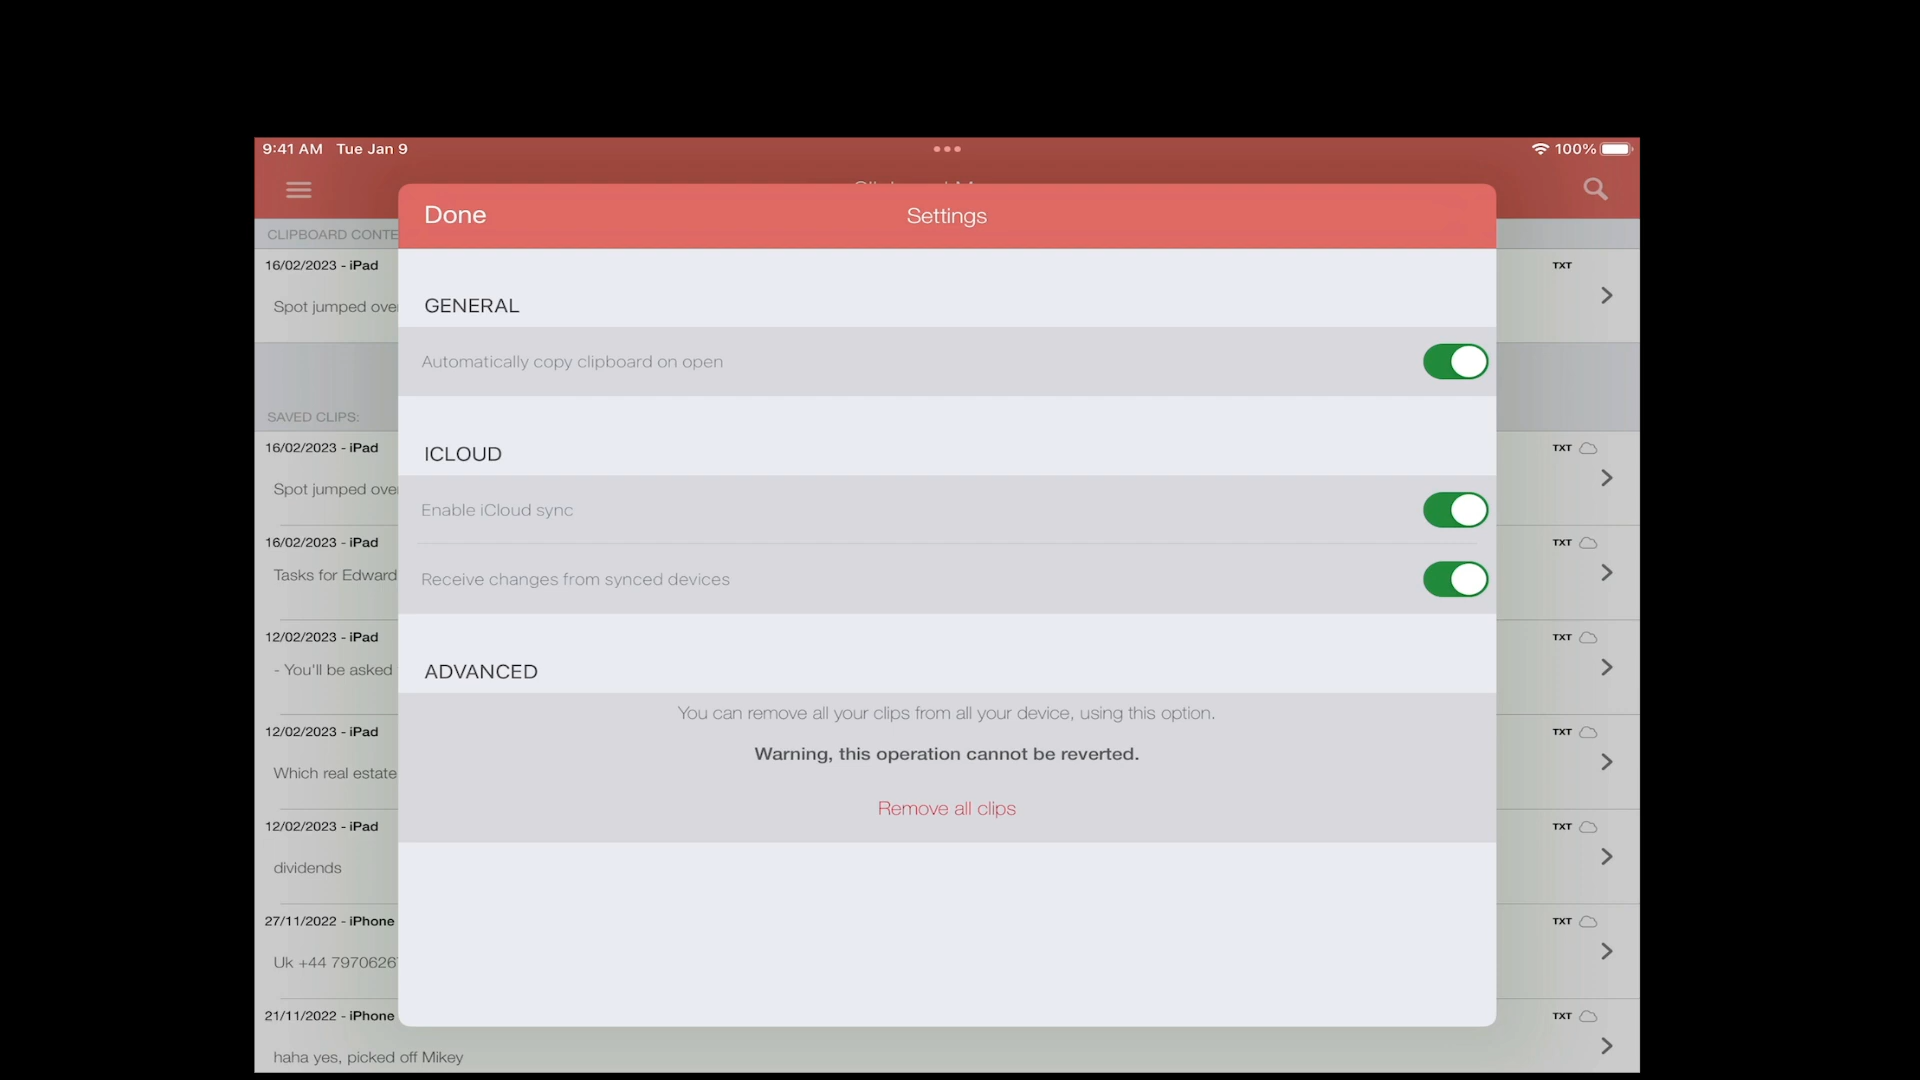 9:41 AM Tue Jan 9
100%
Done
Settings
CLIPBOARD CONTE
16/02/2023 - iPad
TXT
Spot jumped ove
GENERAL
Automatically copy clipboard on open
SAVED CLIPS:
16/02/2023 - iPad
TXT
Spot jumped ove
ICLOUD
Enable iCloud sync
16/02/2023 - iPad
TXT
Tasks for Edward
Receive changes from synced devices
12/02/2023 - iPad
TXT
- You'll be asked
ADVANCED
You can remove all your clips from all your device, using this option.
Warning, this operation cannot be reverted.
Remove all clips
12/02/2023 - iPad
TXT
Which real estate
12/02/2023 - iPad
TXT
dividends
27/11/2022 - iPhone
TXT
Uk +44 7970626
21/11/2022 - iPhone
TXT
haha yes, picked off Mikey